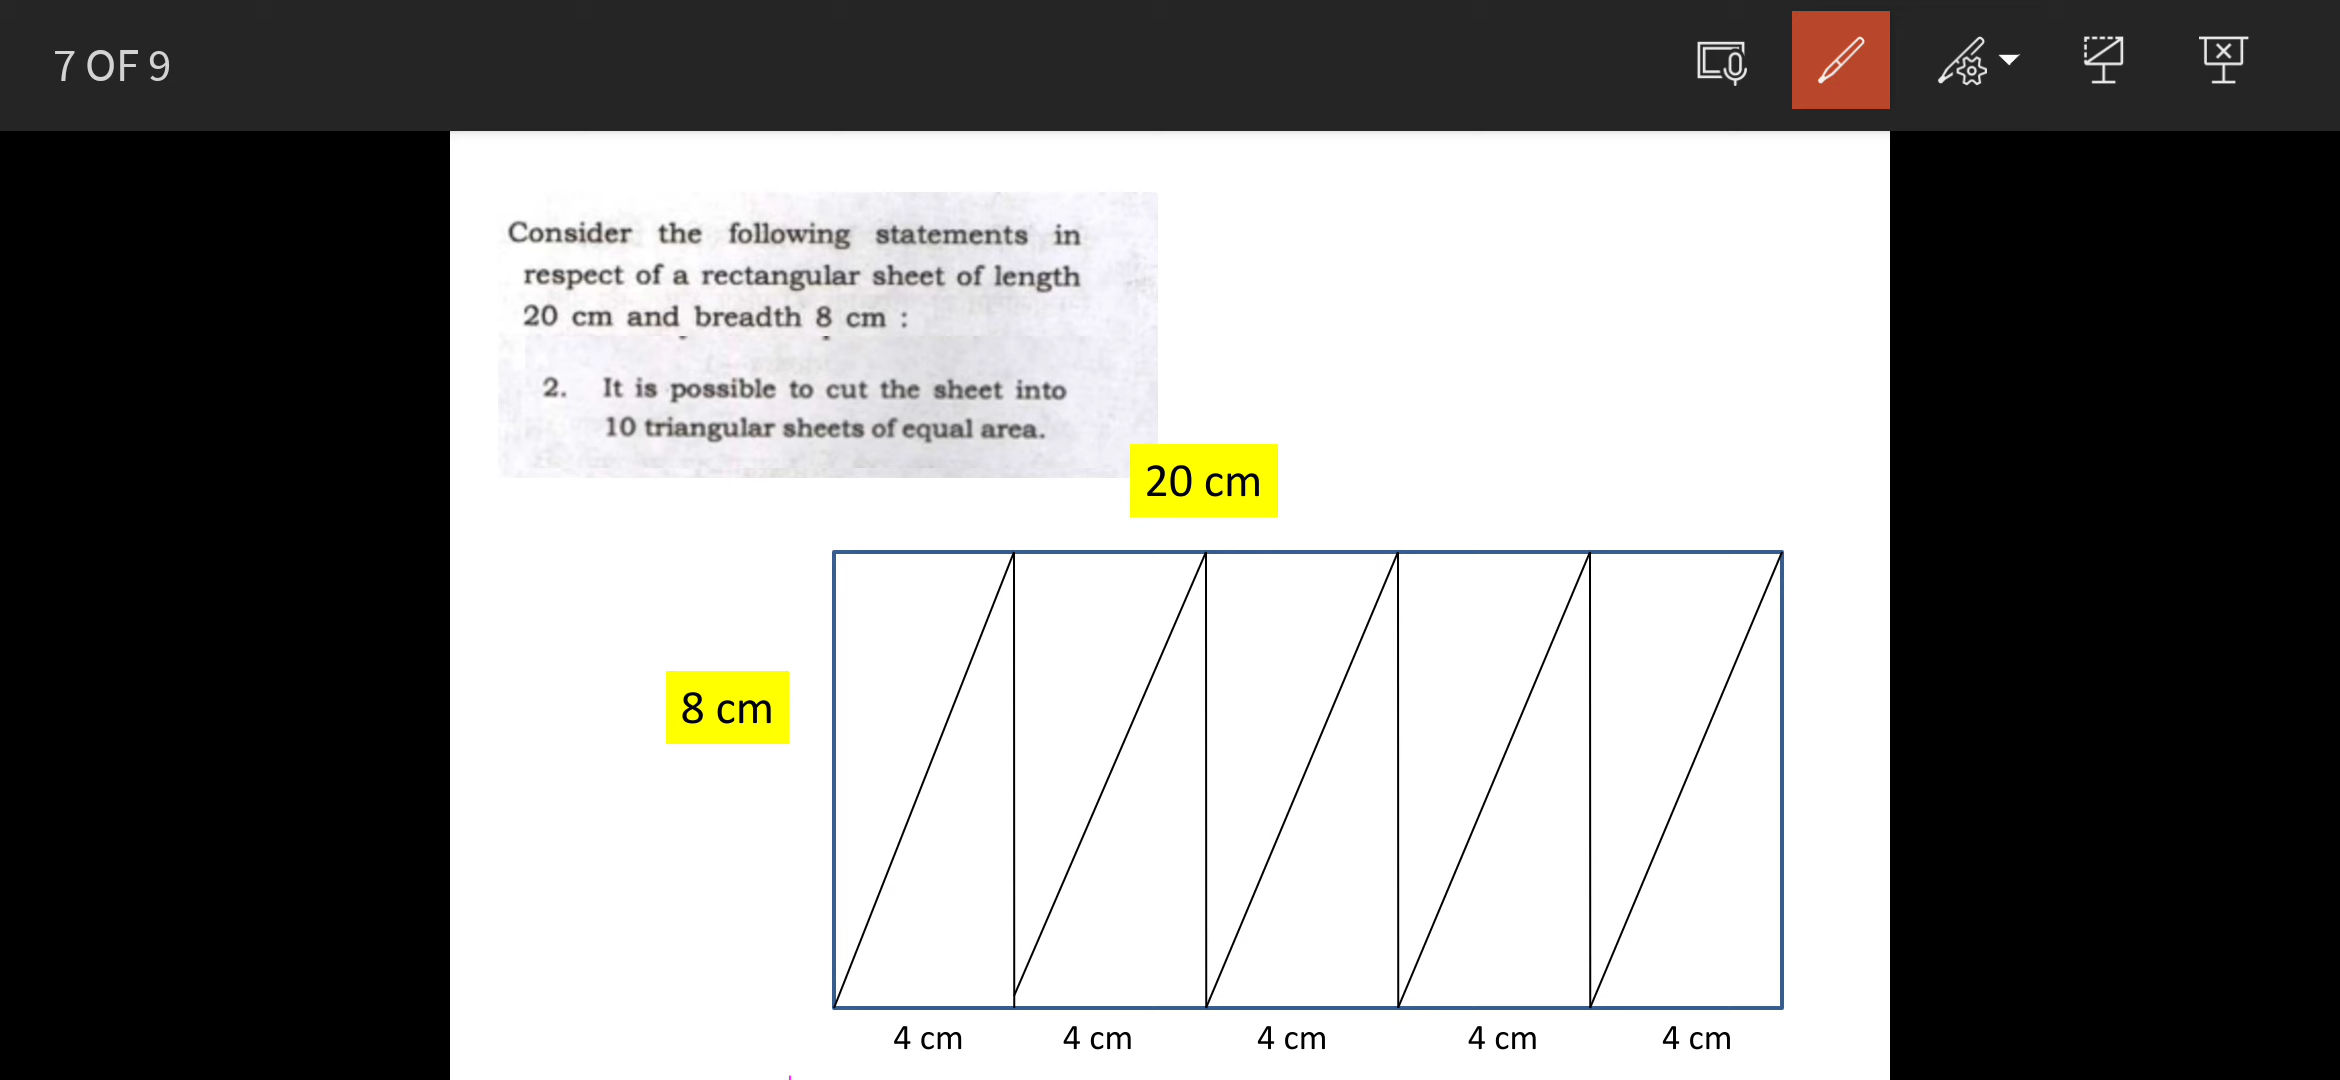 7 OF 9
Consider the following statements in
respect of a rectangular sheet of length
20 cm and breadth 8 cm :
2. It is possible to cut the sheet into
10 triangular sheets of equal area.
20 cm
8 cm
4 cm 4 cm 4 cm 4 cm 4 cm